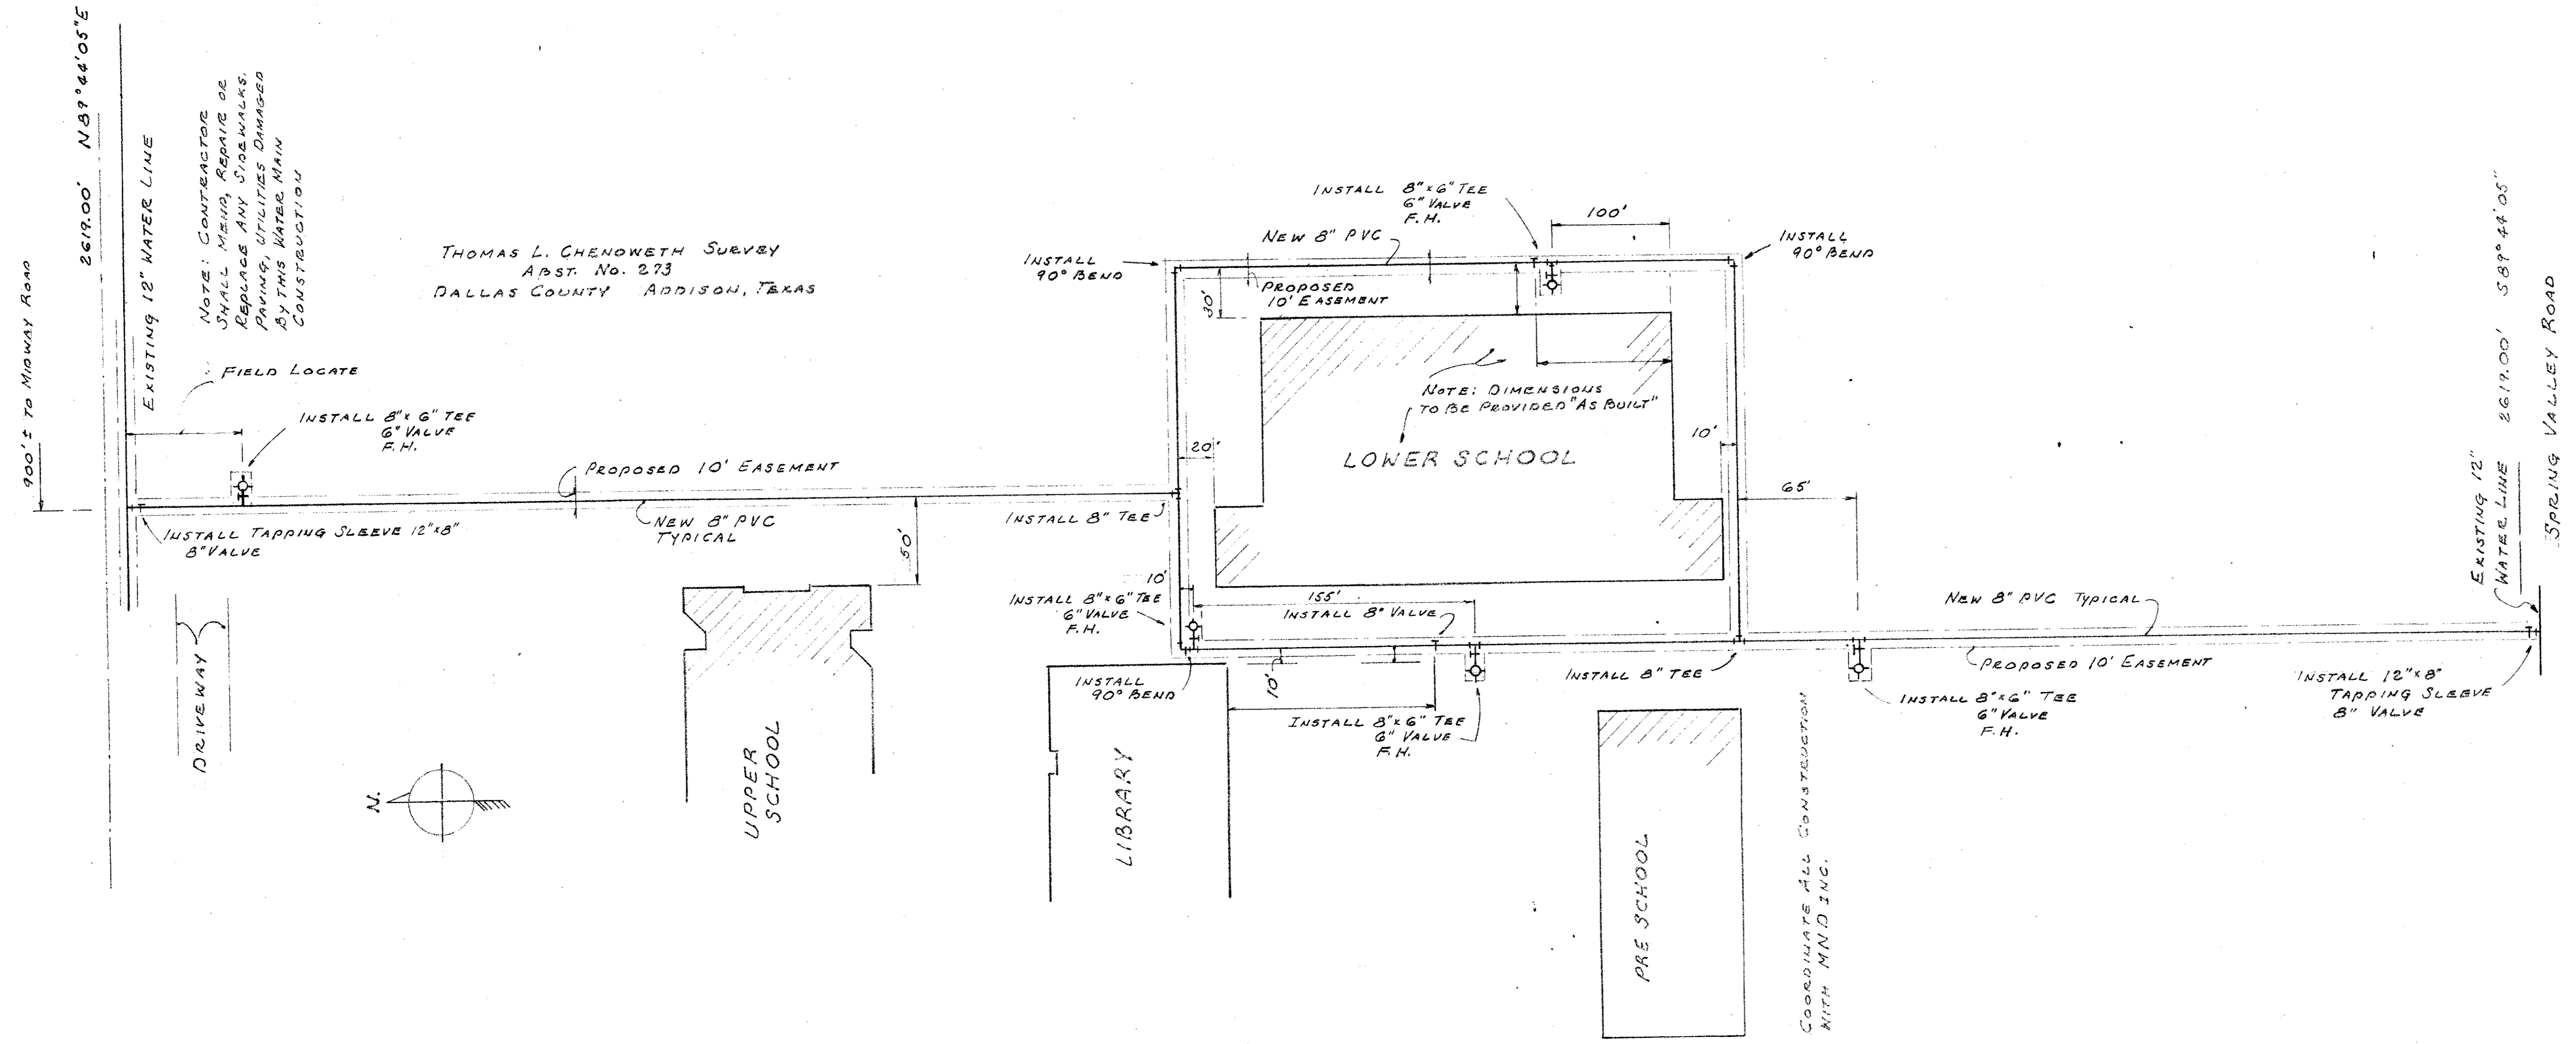 900' ± TO MIDWAY ROAD
2619.00' N89°44'05"E
EXISTING 12" WATER LINE
NOTE: CONTRACTOR
SHALL MEND, REPAIR OR
REPLACE ANY SIDEWALKS,
PAVING, UTILITIES DAMAGED
BY THIS WATER MAIN
CONSTRUCTION
FIELD LOCATE
INSTALL 8"x 6" TEE
6" VALVE
F.H.
THOMAS L. CHENOWETH SURVEY
ABST. No. 273
DALLAS COUNTY ADDISON, TEXAS
PROPOSED 10' EASEMENT
INSTALL TAPPING SLEEVE 12"x8"
8" VALVE
NEW 8" PVC
TYPICAL
50'
INSTALL 8" TEE
DRIVEWAY
N.
UPPER
SCHOOL
LIBRARY
INSTALL
90° BEND
INSTALL 8"x6" TEE
6" VALVE
F.H.
NEW 8" PVC
100'
INSTALL
90° BEND
PROPOSED
10' EASEMENT
30'
NOTE: DIMENSIONS
TO BE PROVIDED "AS BUILT"
LOWER SCHOOL
20'
10'
65'
10'
INSTALL 8"x6" TEE
6" VALVE
F.H.
155'
INSTALL 8" VALVE
INSTALL
90° BEND
10'
INSTALL 8"x6" TEE
6" VALVE
F.H.
INSTALL 8" TEE
PRE SCHOOL
COORDINATE ALL CONSTRUCTION
WITH MND INC.
NEW 8" PVC TYPICAL
PROPOSED 10' EASEMENT
INSTALL 8"x6" TEE
6" VALVE
F.H.
INSTALL 12"x8"
TAPPING SLEEVE
8" VALVE
EXISTING 12"
WATER LINE
2619.00' S89°44'05"
SPRING VALLEY ROAD